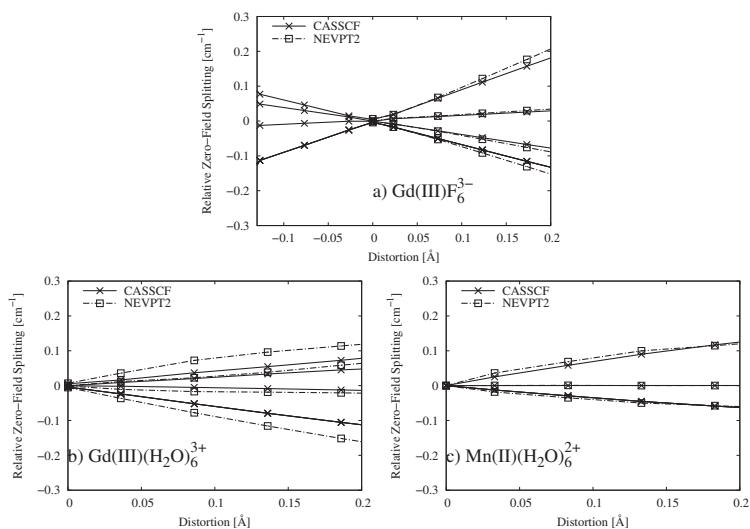 0.3
0.2
0.1
0
−0.1
−0.2
−0.3
Relative Zero−Field Splitting [cm⁻¹]
CASSCF
NEVPT2
a) Gd(III)F₆³⁻
−0.1 −0.05 0 0.05 0.1 0.15 0.2
Distortion [Å]
0.3
0.2
0.1
0
−0.1
−0.2
−0.3
Relative Zero−Field Splitting [cm⁻¹]
CASSCF
NEVPT2
b) Gd(III)(H₂O)₆³⁺
0 0.05 0.1 0.15 0.2
Distortion [Å]
0.3
0.2
0.1
0
−0.1
−0.2
−0.3
Relative Zero−Field Splitting [cm⁻¹]
CASSCF
NEVPT2
c) Mn(II)(H₂O)₆²⁺
0 0.05 0.1 0.15 0.2
Distortion [Å]